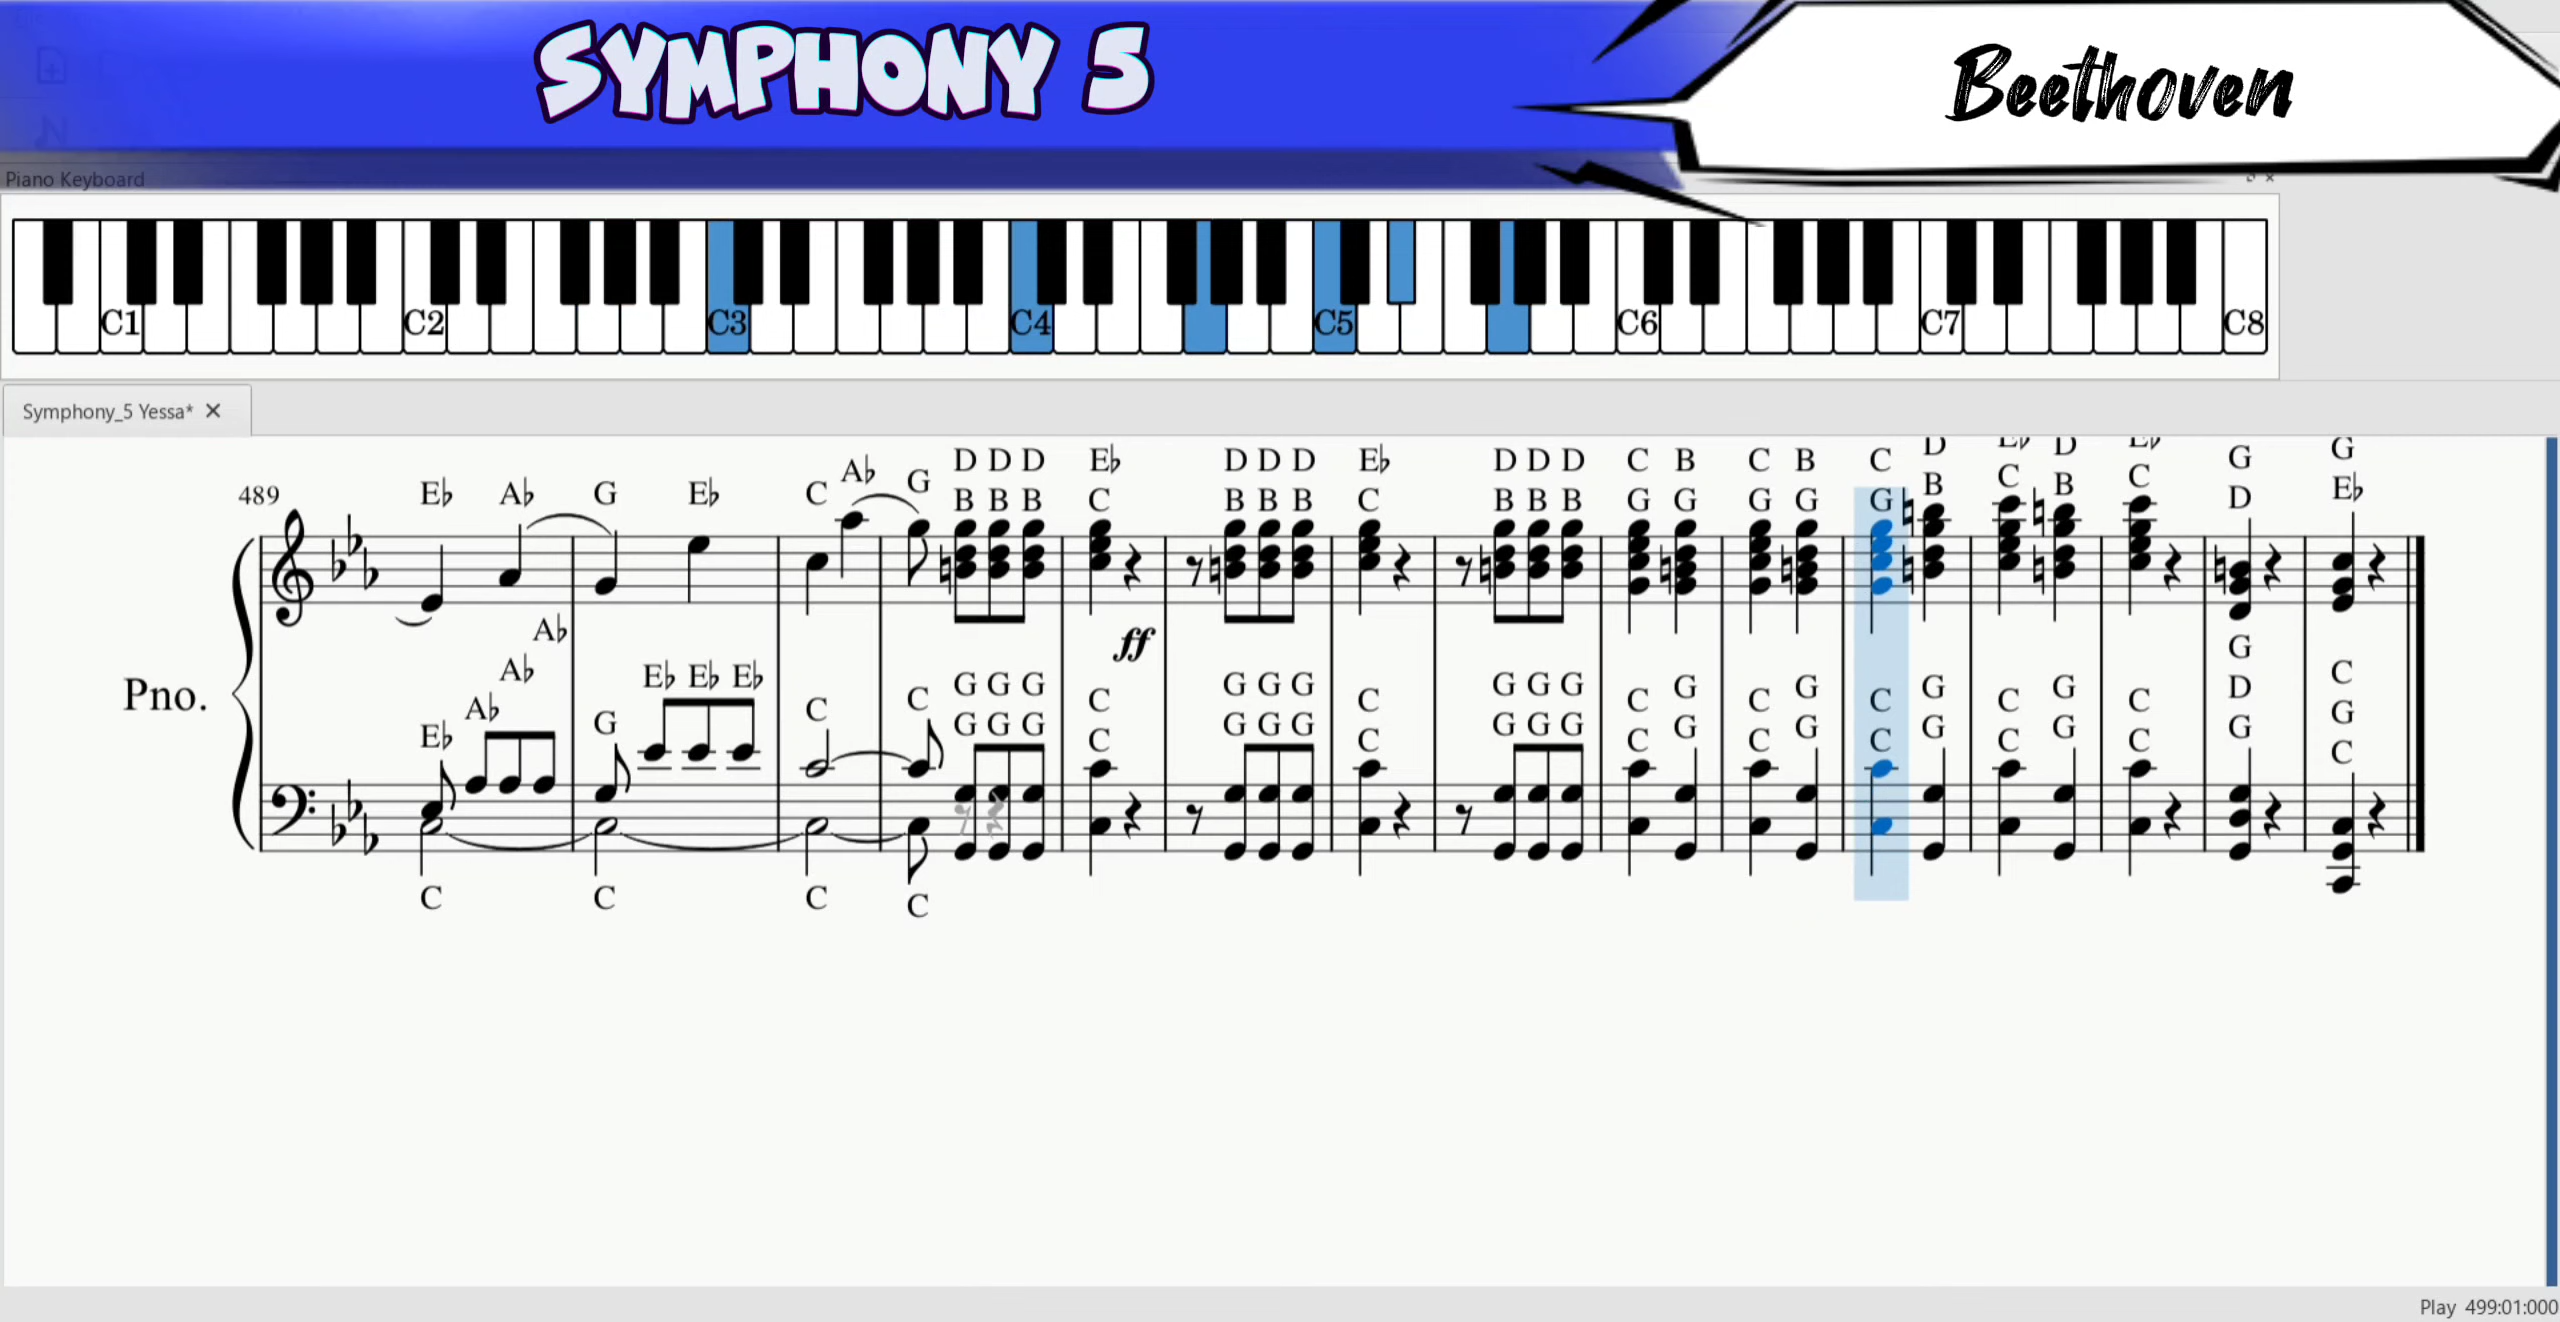 SYMPHONY 5
Beethoven
Piano Keyboard
C1 C2 C3 C4 C5 C6 C7 C8
Symphony_5 Yessa*
D D D E♭ D D D E♭ D D D C B C B C D E♭ D E♭ G G
489 E♭ A♭ G E♭ C A♭ G B B B C B B B C B B B G G G G G B C B C D E♭
ff
A♭
Pno.
A♭ E♭ E♭ E♭ G
E♭ A♭ G C C G G G C G G G C G G G C G C G C G C G C D C
G G G C G G G C G G G C G C G C G C G C G G
C
C C C C
Play 499:01:000